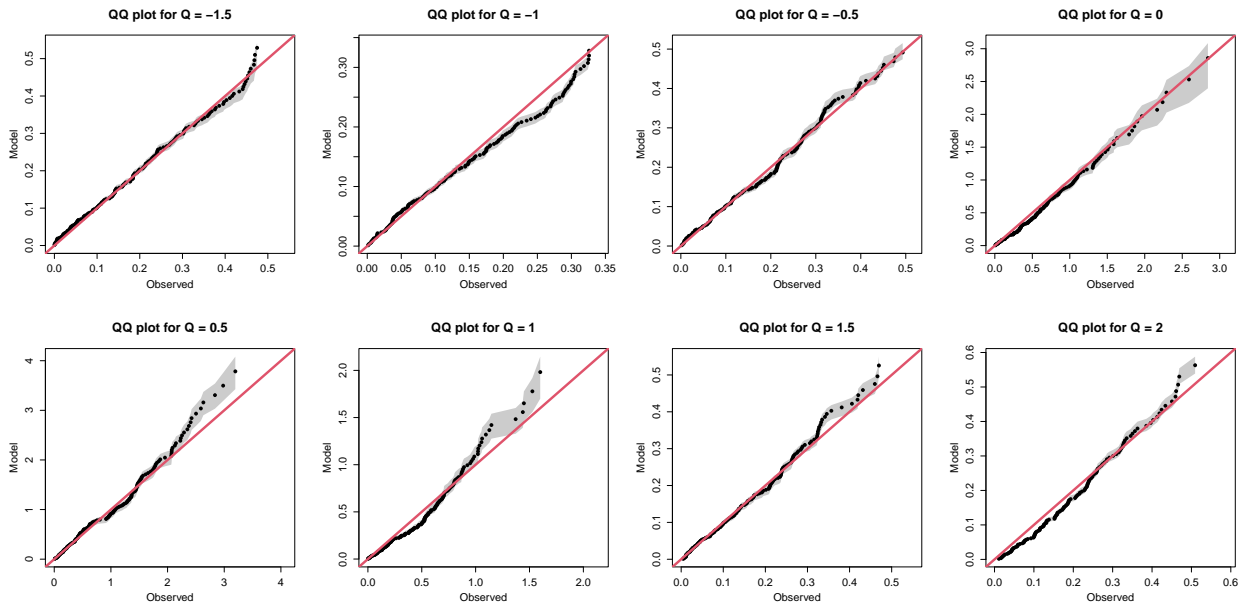 QQ plot for Q = −1.5
QQ plot for Q = −1
QQ plot for Q = −0.5
QQ plot for Q = 0
Model
0.0 0.1 0.2 0.3 0.4 0.5
0.0 0.1 0.2 0.3 0.4 0.5
Observed
Model
0.00 0.10 0.20 0.30
0.00 0.05 0.10 0.15 0.20 0.25 0.30 0.35
Observed
Model
0.0 0.1 0.2 0.3 0.4 0.5
0.0 0.1 0.2 0.3 0.4 0.5
Observed
Model
0.0 0.5 1.0 1.5 2.0 2.5 3.0
0.0 0.5 1.0 1.5 2.0 2.5 3.0
Observed
QQ plot for Q = 0.5
QQ plot for Q = 1
QQ plot for Q = 1.5
QQ plot for Q = 2
Model
0 1 2 3 4
0 1 2 3 4
Observed
Model
0.0 0.5 1.0 1.5 2.0
0.0 0.5 1.0 1.5 2.0
Observed
Model
0.0 0.1 0.2 0.3 0.4 0.5
0.0 0.1 0.2 0.3 0.4 0.5
Observed
Model
0.0 0.1 0.2 0.3 0.4 0.5 0.6
0.0 0.1 0.2 0.3 0.4 0.5 0.6
Observed